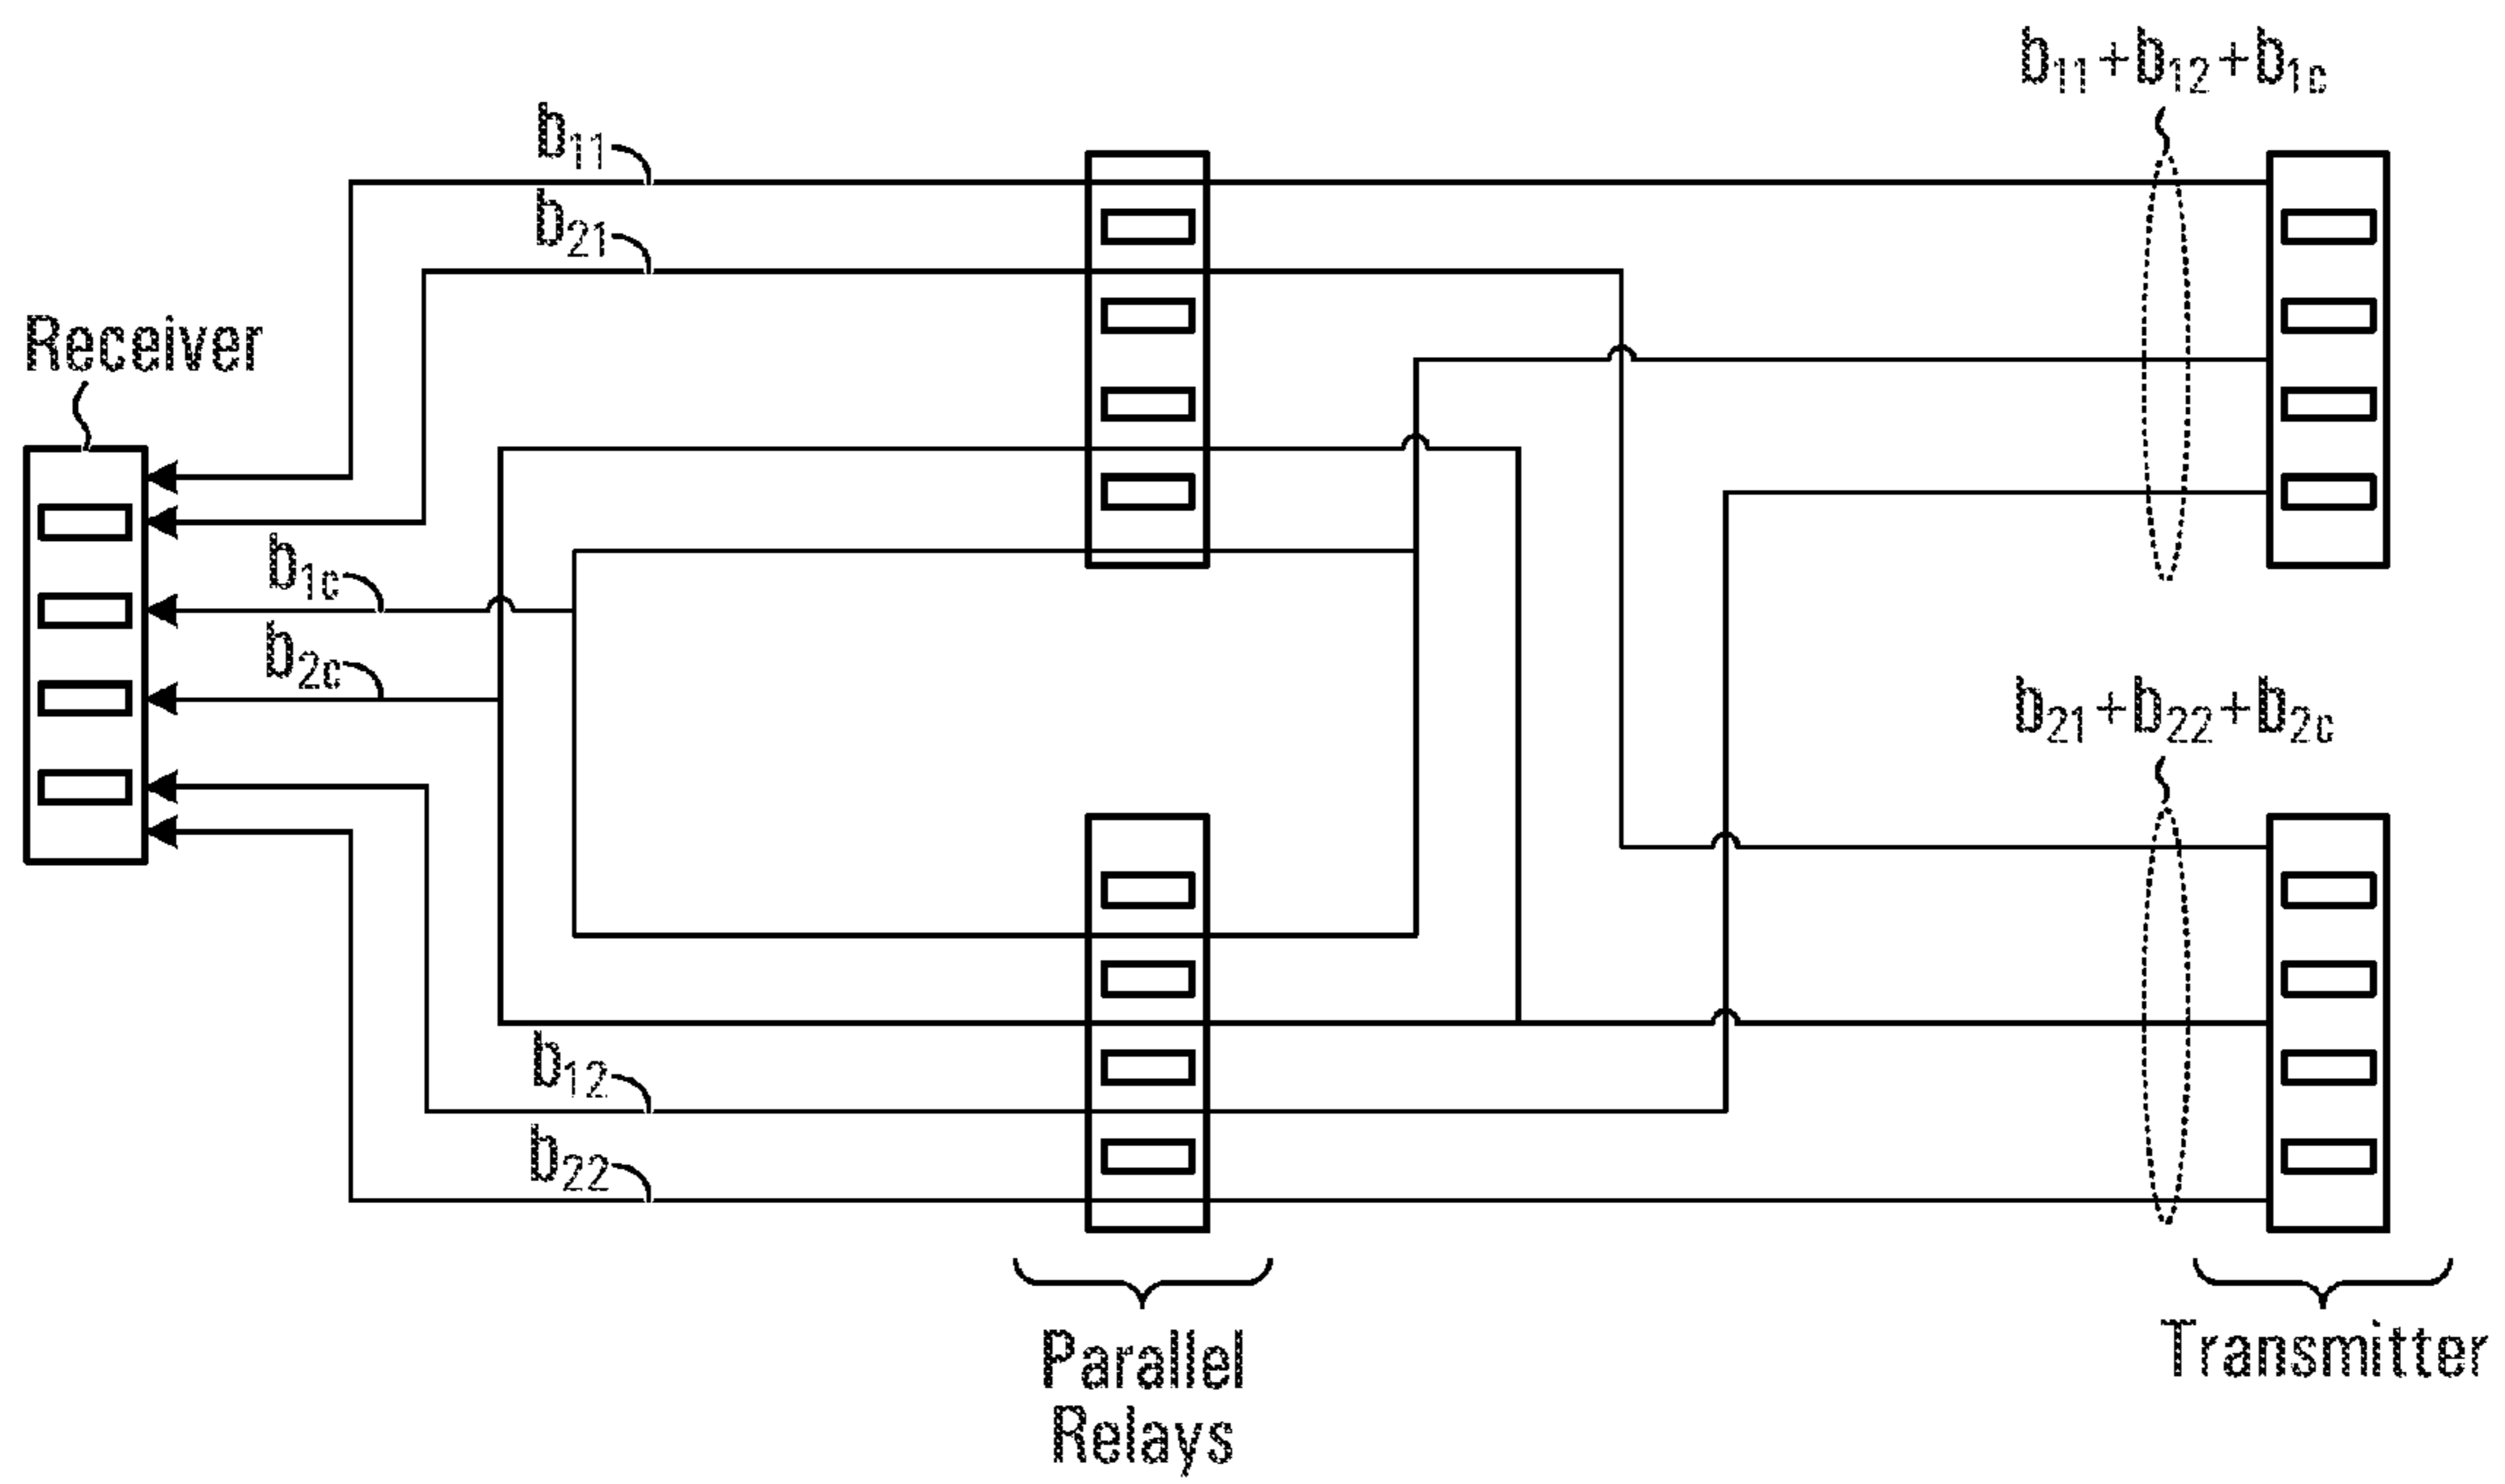 b11+b12+b1c
b11
b21
Receiver
b1c
b2c
b21+b22+b2c
b12
b22
Parallel
Relays
Transmitter